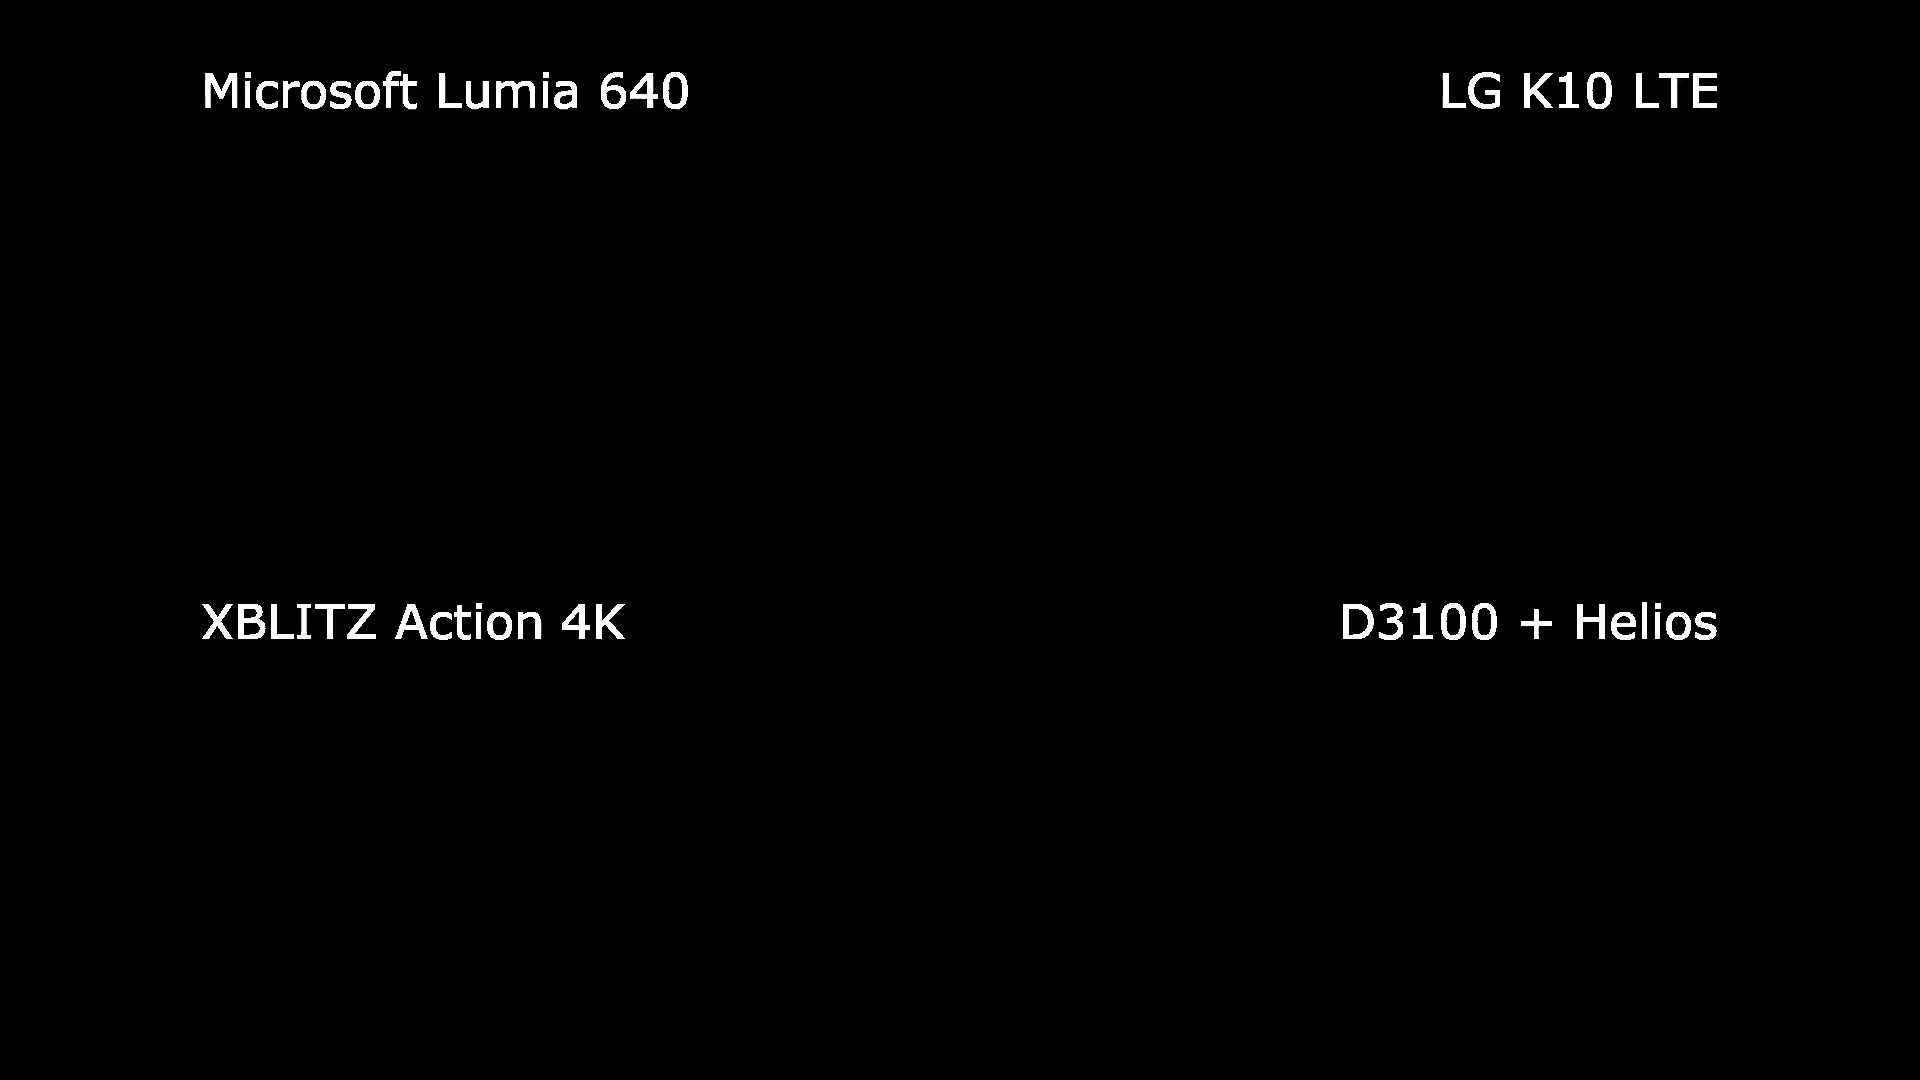 Microsoft Lumia 640
LG K10 LTE
XBLITZ Action 4K
D3100 + Helios